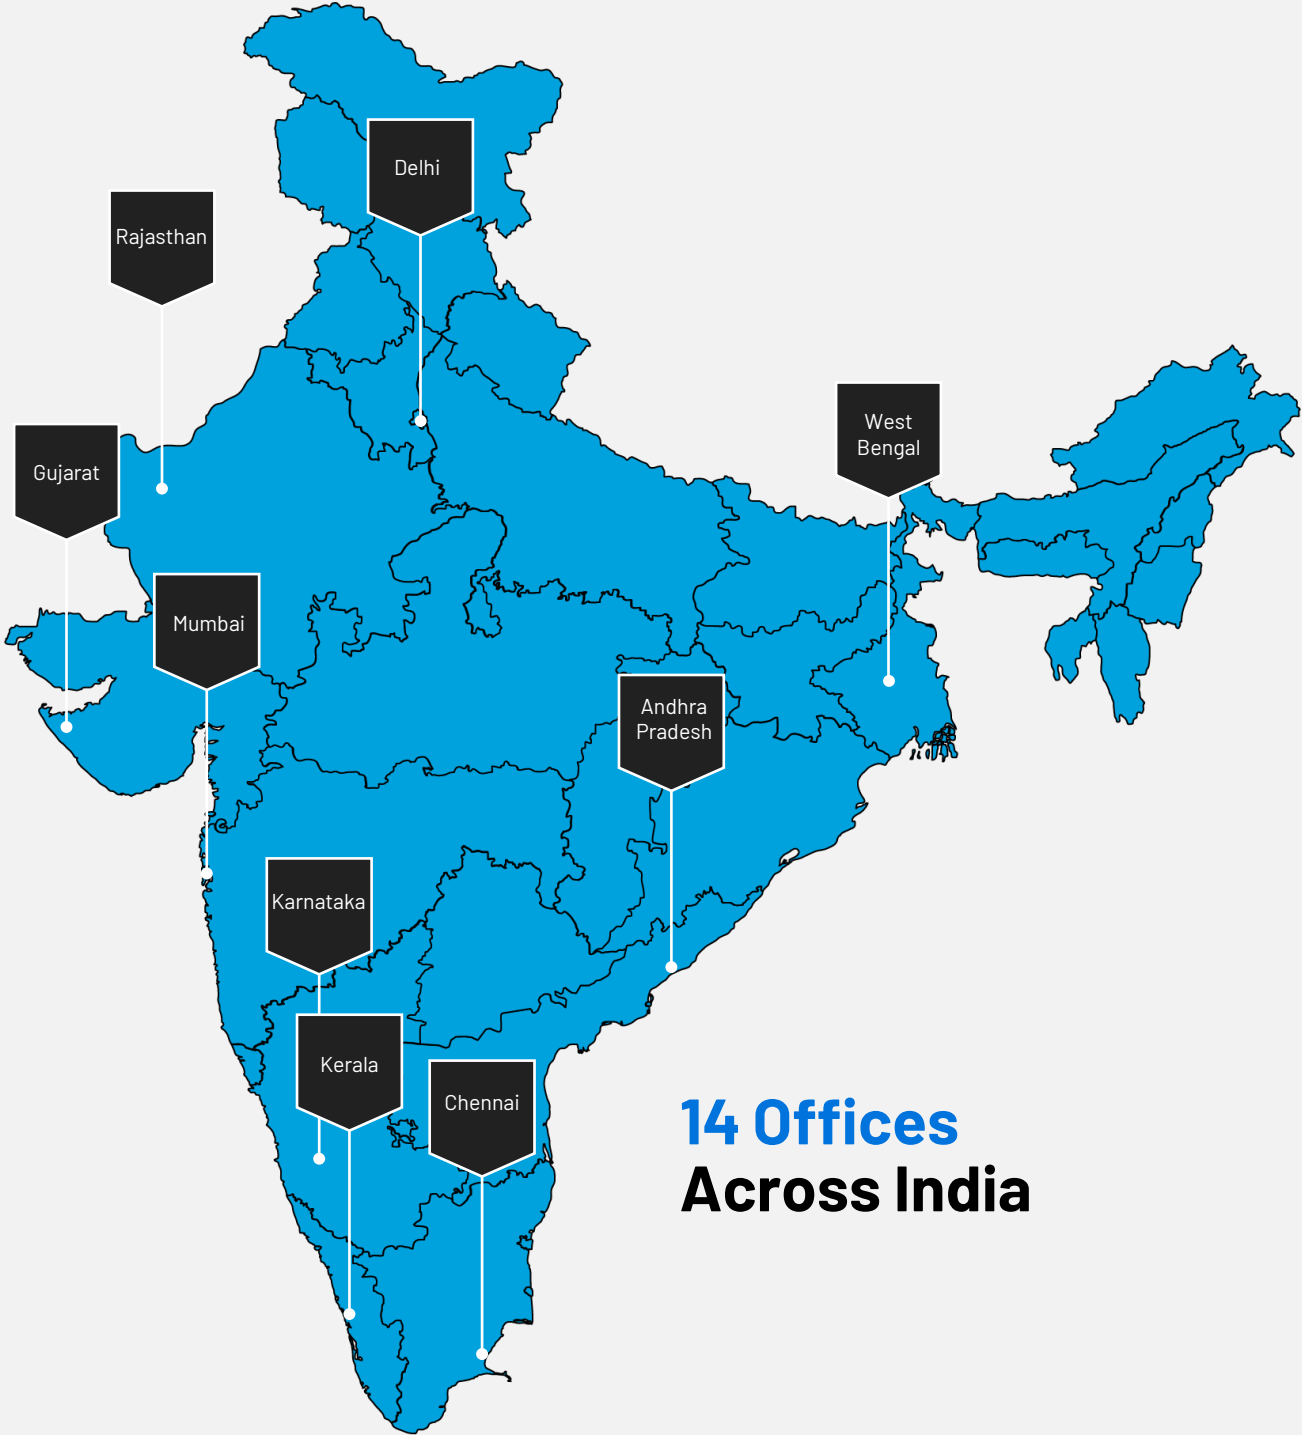 Delhi
Rajasthan
West
Bengal
Gujarat
Mumbai
Andhra
Pradesh
Karnataka
Kerala
Chennai
14 Offices
Across India